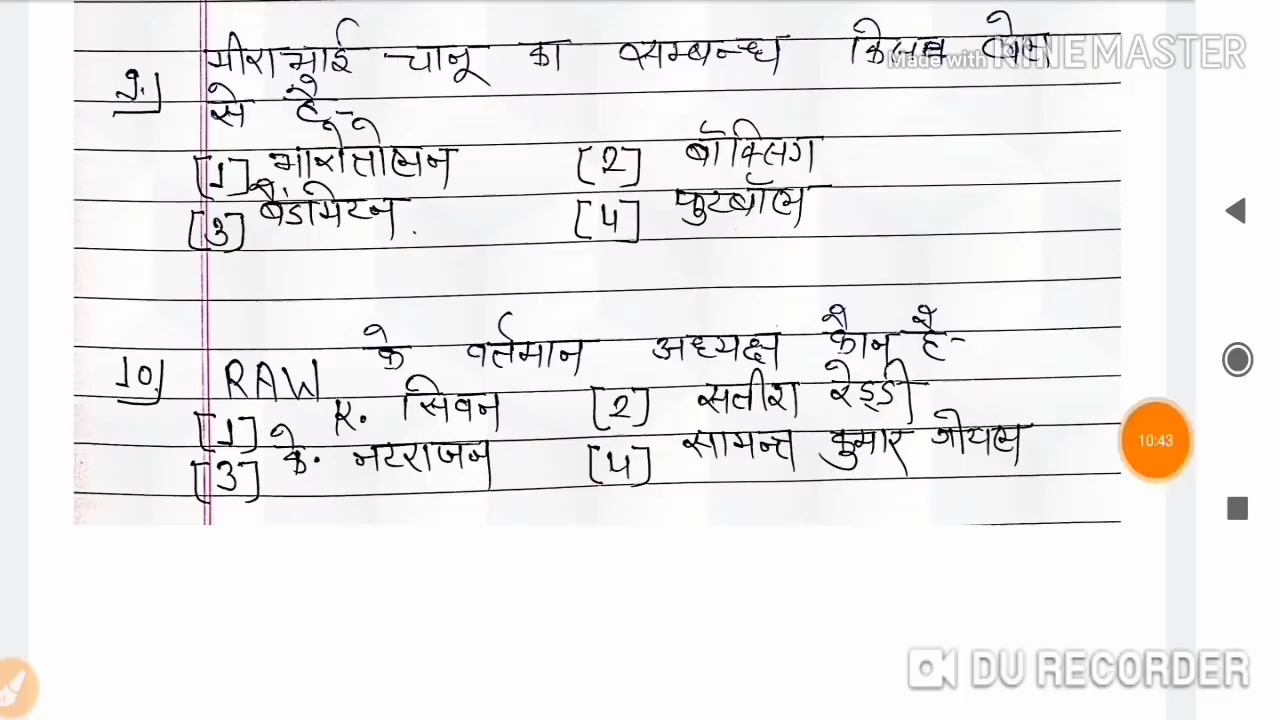 मीराबाई चानू का सम्बन्ध किस खेल
Made with KINEMASTER
9.] से है-
[1] भारोतोलन [2] बॉक्सिग
[3] बैडमिटन. [4] फुटबॉल
10.] RAW के वर्तमान अध्यक्ष कौन है-
[1] K. सिवन [2] सतीश रेड्डी
[3] के. नटराजन [4] सामन्त कुमार गोयल
10:43
DU RECORDER